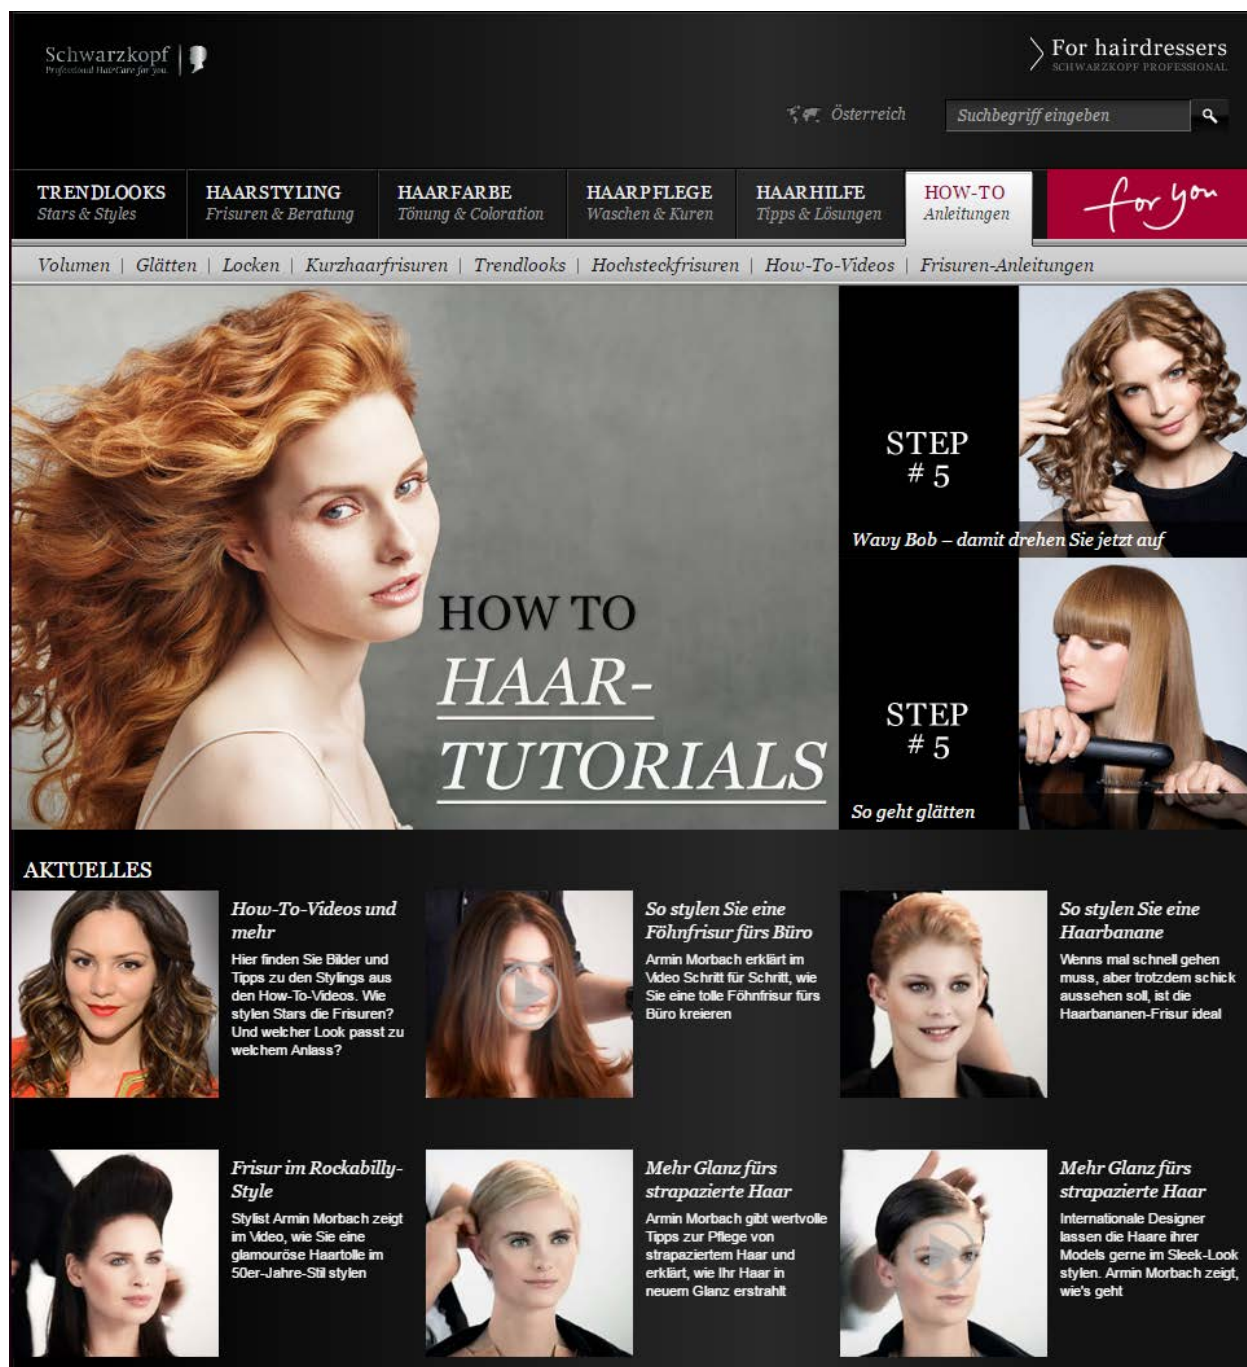 Schwarzkopf
Professional HairCare for you.
For hairdressers
SCHWARZKOPF PROFESSIONAL
Österreich
Suchbegriff eingeben
TRENDLOOKS
Stars & Styles
HAARSTYLING
Frisuren & Beratung
HAARFARBE
Tönung & Coloration
HAARPFLEGE
Waschen & Kuren
HAARHILFE
Tipps & Lösungen
HOW-TO
Anleitungen
for you
Volumen | Glätten | Locken | Kurzhaarfrisuren | Trendlooks | Hochsteckfrisuren | How-To-Videos | Frisuren-Anleitungen
HOW TO
HAAR-
TUTORIALS
STEP
# 5
Wavy Bob – damit drehen Sie jetzt auf
STEP
# 5
So geht glätten
AKTUELLES
How-To-Videos und
mehr
Hier finden Sie Bilder und
Tipps zu den Stylings aus
den How-To-Videos. Wie
stylen Stars die Frisuren?
Und welcher Look passt zu
welchem Anlass?
So stylen Sie eine
Föhnfrisur fürs Büro
Armin Morbach erklärt im
Video Schritt für Schritt, wie
Sie eine tolle Föhnfrisur fürs
Büro kreieren
So stylen Sie eine
Haarbanane
Wenns mal schnell gehen
muss, aber trotzdem schick
aussehen soll, ist die
Haarbananen-Frisur ideal
Frisur im Rockabilly-
Style
Stylist Armin Morbach zeigt
im Video, wie Sie eine
glamouröse Haartolle im
50er-Jahre-Stil stylen
Mehr Glanz fürs
strapazierte Haar
Armin Morbach gibt wertvolle
Tipps zur Pflege von
strapaziertem Haar und
erklärt, wie Ihr Haar in
neuem Glanz erstrahlt
Mehr Glanz fürs
strapazierte Haar
Internationale Designer
lassen die Haare ihrer
Models gerne im Sleek-Look
stylen. Armin Morbach zeigt,
wie's geht